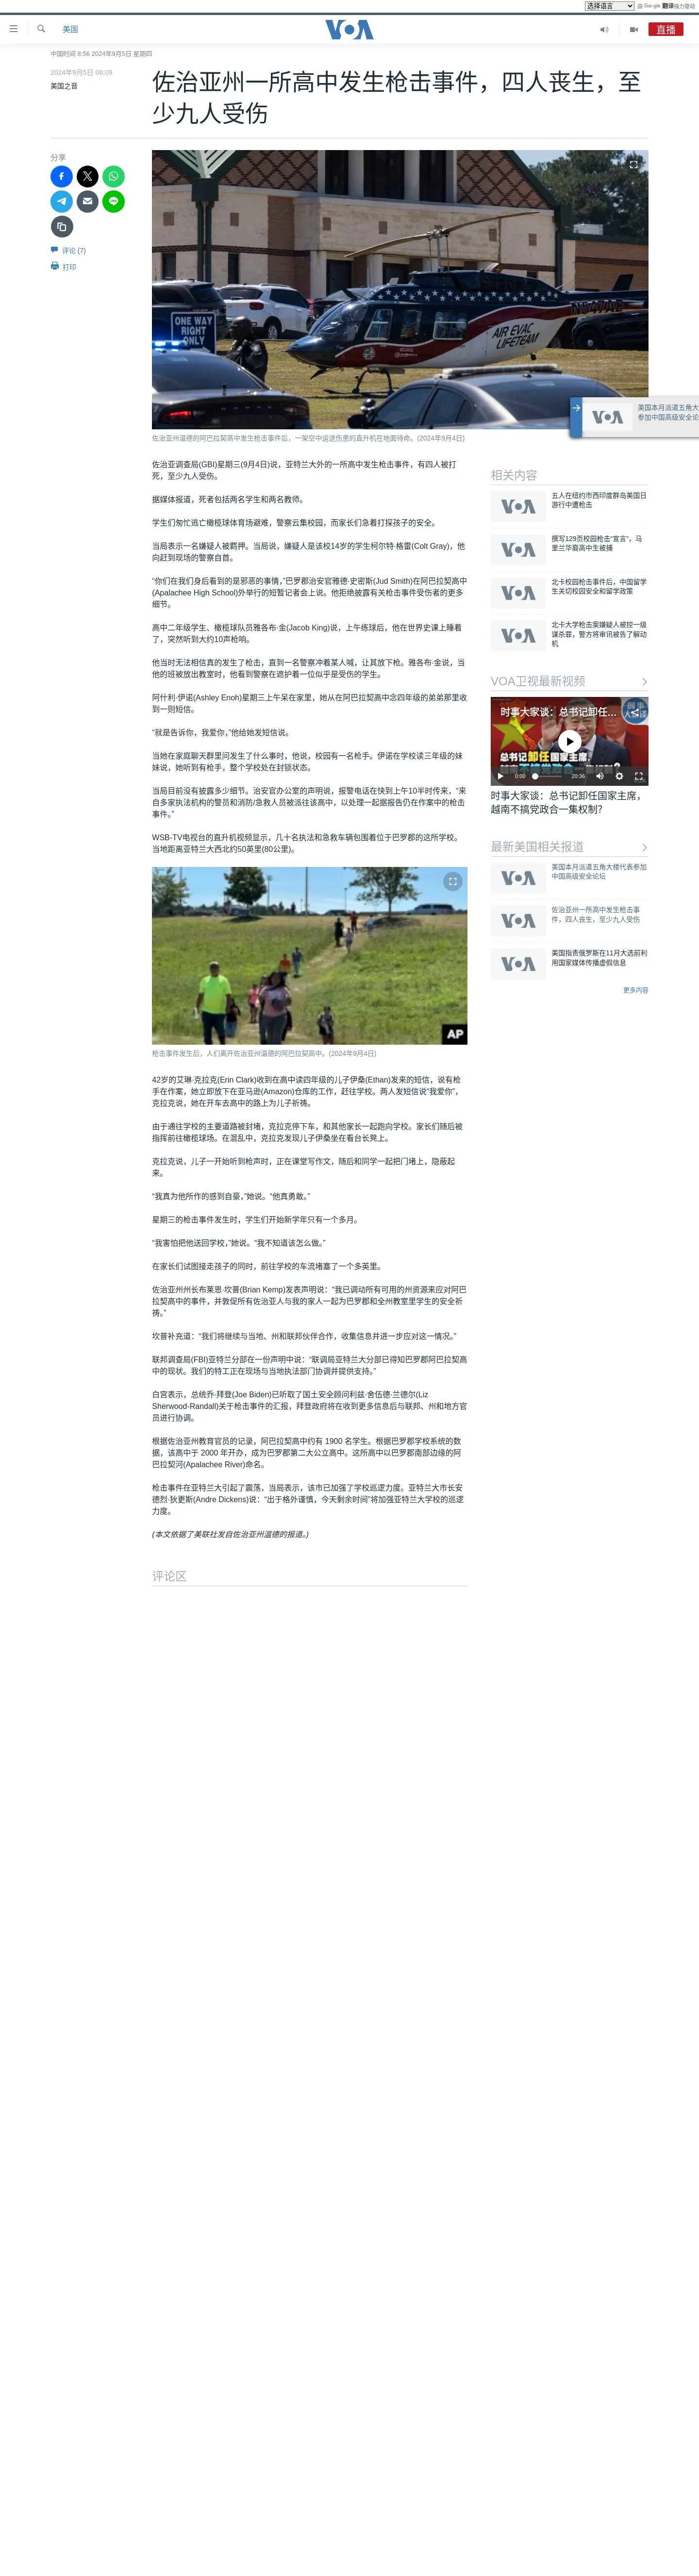 选择语言 由 Google 翻译强力驱动
美国
VOA
直播
中国时间 8:56 2024年9月5日 星期四
2024年9月5日 08:09
美国之音
佐治亚州一所高中发生枪击事件，四人丧生，至
少九人受伤
分享
评论 (7)
打印
ONE WAY
RIGHT
ONLY
N547AE
AIR EVAC
LIFETEAM
佐治亚州温德的阿巴拉契高中发生枪击事件后，一架空中运送伤患的直升机在地面待命。(2024年9月4日)
VOA
美国本月派遣五角大
参加中国高级安全论
佐治亚调查局(GBI)星期三(9月4日)说，亚特兰大外的一所高中发生枪击事件，有四人被打
死，至少九人受伤。
据媒体报道，死者包括两名学生和两名教师。
学生们匆忙逃亡橄榄球体育场避难，警察云集校园，而家长们急着打探孩子的安全。
当局表示一名嫌疑人被羁押。当局说，嫌疑人是该校14岁的学生柯尔特·格雷(Colt Gray)，他
向赶到现场的警察自首。
“你们在我们身后看到的是邪恶的事情，”巴罗郡治安官雅德·史密斯(Jud Smith)在阿巴拉契高中
(Apalachee High School)外举行的短暂记者会上说。他拒绝披露有关枪击事件受伤者的更多
细节。
高中二年级学生、橄榄球队员雅各布·金(Jacob King)说，上午练球后，他在世界史课上睡着
了，突然听到大约10声枪响。
他当时无法相信真的发生了枪击，直到一名警察冲着某人喊，让其放下枪。雅各布·金说，当
他的班被放出教室时，他看到警察在遮护着一位似乎是受伤的学生。
阿什利·伊诺(Ashley Enoh)星期三上午呆在家里，她从在阿巴拉契高中念四年级的弟弟那里收
到一则短信。
“就是告诉你，我爱你，”他给她发短信说。
当她在家庭聊天群里问发生了什么事时，他说，校园有一名枪手。伊诺在学校读三年级的妹
妹说，她听到有枪手，整个学校处在封锁状态。
当局目前没有披露多少细节。治安官办公室的声明说，报警电话在快到上午10半时传来，“来
自多家执法机构的警员和消防/急救人员被派往该高中，以处理一起据报告仍在作案中的枪击
事件。”
WSB-TV电视台的直升机视频显示，几十名执法和急救车辆包围着位于巴罗郡的这所学校。
当地距离亚特兰大西北约50英里(80公里)。
AP
枪击事件发生后，人们离开佐治亚州温德的阿巴拉契高中。(2024年9月4日)
42岁的艾琳·克拉克(Erin Clark)收到在高中读四年级的儿子伊桑(Ethan)发来的短信，说有枪
手在作案，她立即放下在亚马逊(Amazon)仓库的工作，赶往学校。两人发短信说“我爱你”，
克拉克说，她在开车去高中的路上为儿子祈祷。
由于通往学校的主要道路被封堵，克拉克停下车，和其他家长一起跑向学校。家长们随后被
指挥前往橄榄球场。在混乱中，克拉克发现儿子伊桑坐在看台长凳上。
克拉克说，儿子一开始听到枪声时，正在课堂写作文，随后和同学一起把门堵上，隐蔽起
来。
“我真为他所作的感到自豪，”她说。“他真勇敢。”
星期三的枪击事件发生时，学生们开始新学年只有一个多月。
“我害怕把他送回学校，”她说。“我不知道该怎么做。”
在家长们试图接走孩子的同时，前往学校的车流堵塞了一个多英里。
佐治亚州州长布莱恩·坎普(Brian Kemp)发表声明说：“我已调动所有可用的州资源来应对阿巴
拉契高中的事件，并敦促所有佐治亚人与我的家人一起为巴罗郡和全州教室里学生的安全祈
祷。”
坎普补充道：“我们将继续与当地、州和联邦伙伴合作，收集信息并进一步应对这一情况。”
联邦调查局(FBI)亚特兰分部在一份声明中说：“联调局亚特兰大分部已得知巴罗郡阿巴拉契高
中的现状。我们的特工正在现场与当地执法部门协调并提供支持。”
白宫表示，总统乔·拜登(Joe Biden)已听取了国土安全顾问利兹·舍伍德·兰德尔(Liz
Sherwood-Randall)关于枪击事件的汇报，拜登政府将在收到更多信息后与联邦、州和地方官
员进行协调。
根据佐治亚州教育官员的记录，阿巴拉契高中约有 1900 名学生。根据巴罗郡学校系统的数
据，该高中于 2000 年开办，成为巴罗郡第二大公立高中。这所高中以巴罗郡南部边缘的阿
巴拉契河(Apalachee River)命名。
枪击事件在亚特兰大引起了震荡，当局表示，该市已加强了学校巡逻力度。亚特兰大市长安
德烈·狄更斯(Andre Dickens)说：“出于格外谨慎，今天剩余时间”将加强亚特兰大学校的巡逻
力度。
(本文依据了美联社发自佐治亚州温德的报道。)
评论区
相关内容
VOA
五人在纽约市西印度群岛美国日
游行中遭枪击
VOA
撰写129页校园枪击“宣言”，马
里兰华裔高中生被捕
VOA
北卡校园枪击事件后，中国留学
生关切校园安全和留学政策
VOA
北卡大学枪击案嫌疑人被控一级
谋杀罪，警方将审讯被告了解动
机
VOA卫视最新视频
时事大家谈：总书记卸任…
总书记卸任国家主席，
0:00 20:36
时事大家谈：总书记卸任国家主席，
越南不搞党政合一集权制？
最新美国相关报道
VOA
美国本月派遣五角大楼代表参加
中国高级安全论坛
VOA
佐治亚州一所高中发生枪击事
件，四人丧生，至少九人受伤
VOA
美国指责俄罗斯在11月大选前利
用国家媒体传播虚假信息
更多内容